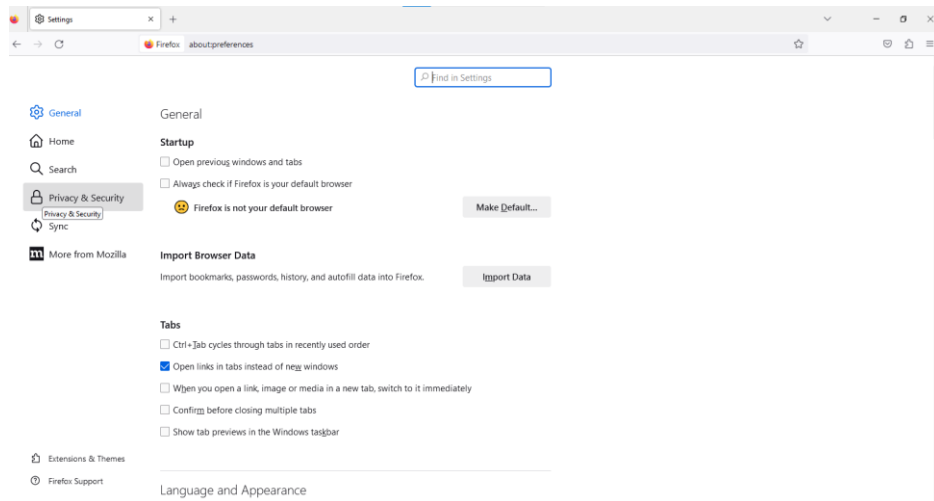 Settings
Firefox about:preferences
Find in Settings
General
Home
Search
Privacy & Security
Privacy & Security
Sync
More from Mozilla
Extensions & Themes
Firefox Support
General
Startup
Open previous windows and tabs
Always check if Firefox is your default browser
Firefox is not your default browser
Make Default...
Import Browser Data
Import bookmarks, passwords, history, and autofill data into Firefox.
Import Data
Tabs
Ctrl+Tab cycles through tabs in recently used order
Open links in tabs instead of new windows
When you open a link, image or media in a new tab, switch to it immediately
Confirm before closing multiple tabs
Show tab previews in the Windows taskbar
Language and Appearance